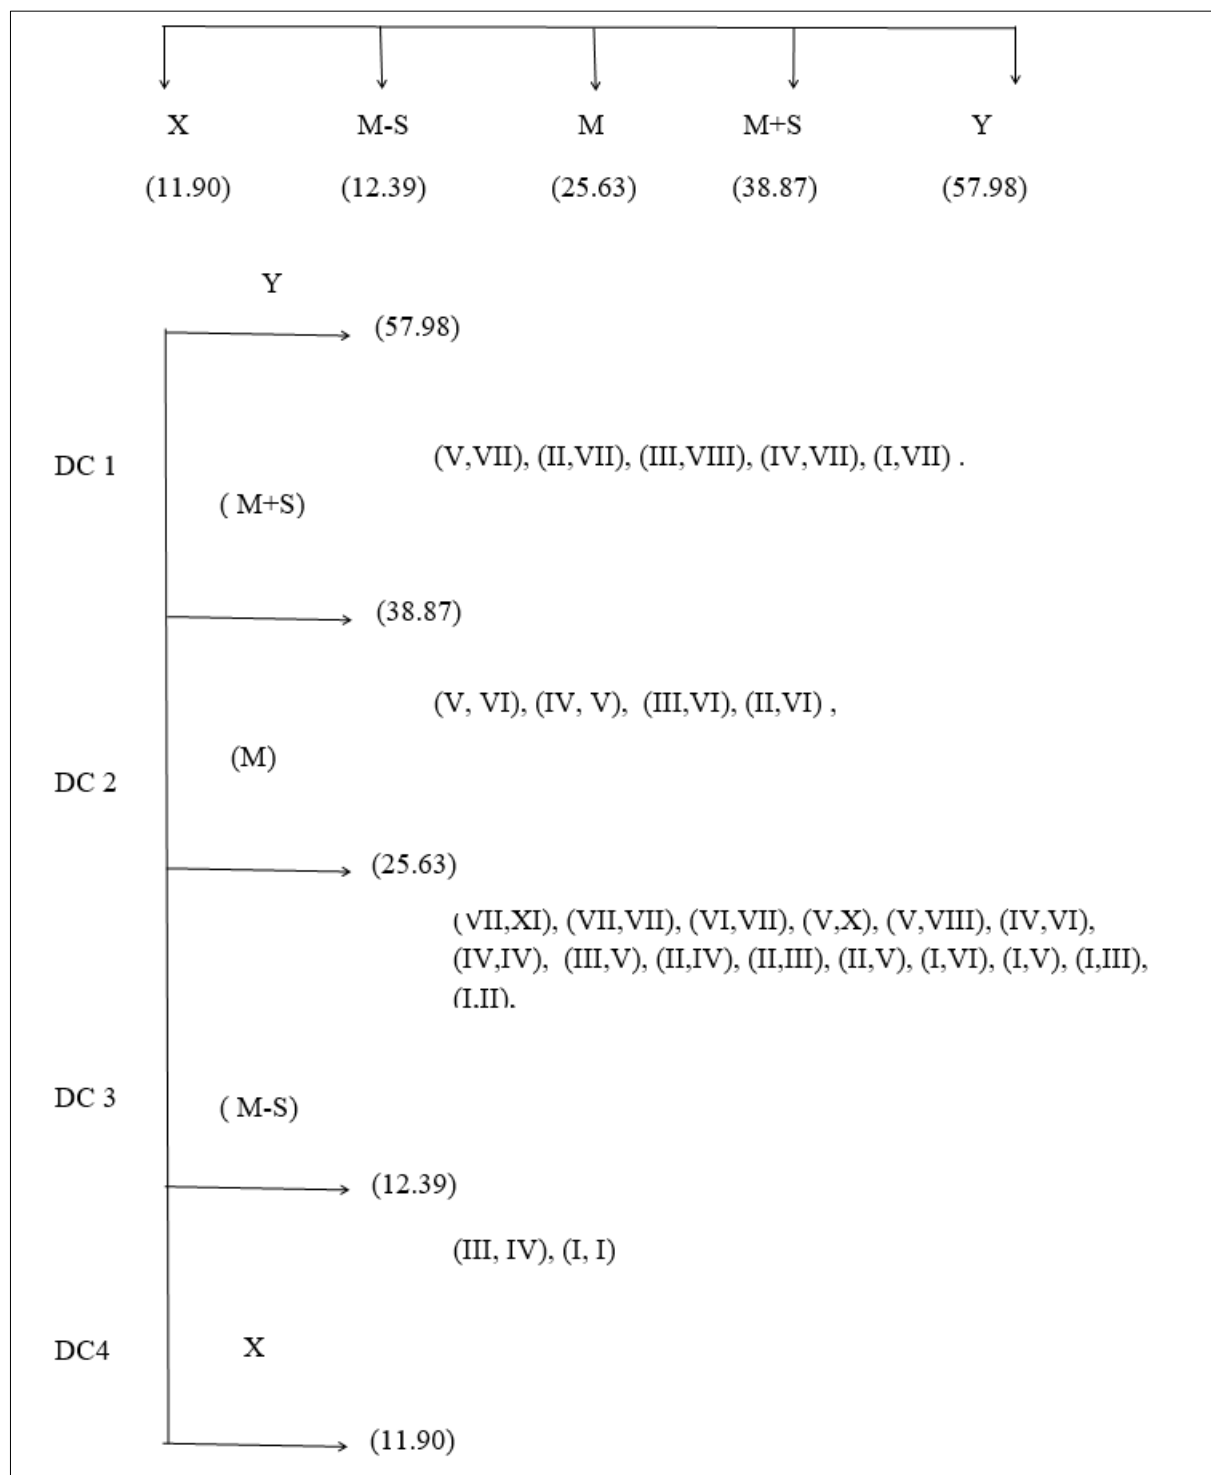 X M-S M M+S Y
(11.90) (12.39) (25.63) (38.87) (57.98)
Y
(57.98)
DC 1
(V,VII), (II,VII), (III,VIII), (IV,VII), (I,VII) .
( M+S)
(38.87)
(V, VI), (IV, V), (III,VI), (II,VI) ,
(M)
DC 2
(25.63)
(VII,XI), (VII,VII), (VI,VII), (V,X), (V,VIII), (IV,VI),
(IV,IV), (III,V), (II,IV), (II,III), (II,V), (I,VI), (I,V), (I,III),
(I,II).
DC 3
( M-S)
(12.39)
(III, IV), (I, I)
DC4
X
(11.90)